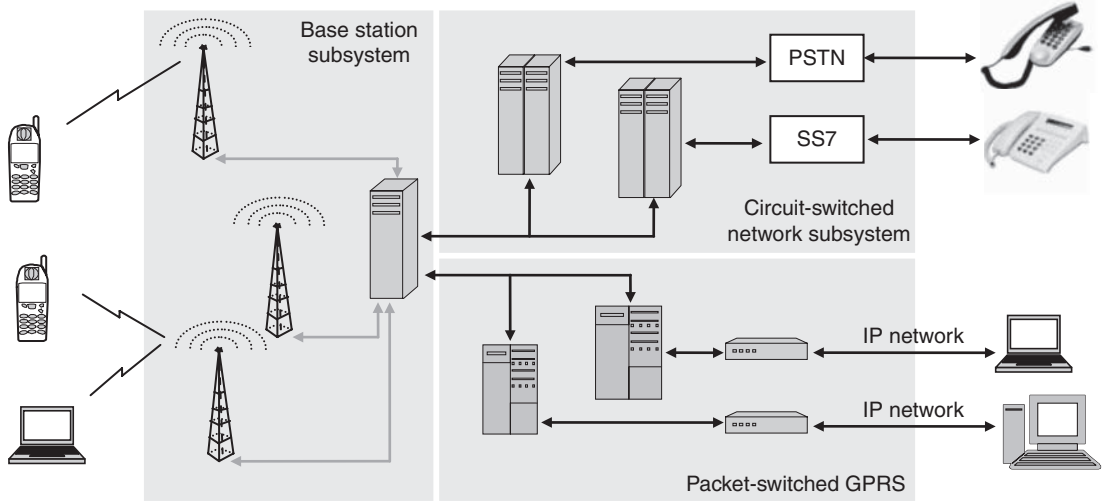 Base station
subsystem
PSTN
SS7
Circuit-switched
network subsystem
IP network
IP network
Packet-switched GPRS